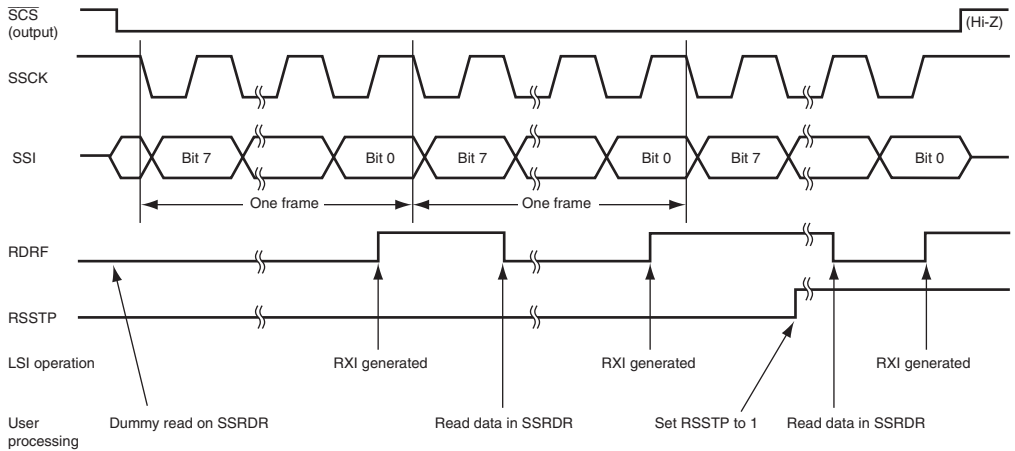 SCS
(output)
(Hi-Z)
SSCK
SSI
Bit 7
Bit 0
Bit 7
Bit 0
Bit 7
Bit 0
One frame
One frame
RDRF
RSSTP
LSI operation
RXI generated
RXI generated
RXI generated
User
processing
Dummy read on SSRDR
Read data in SSRDR
Set RSSTP to 1
Read data in SSRDR